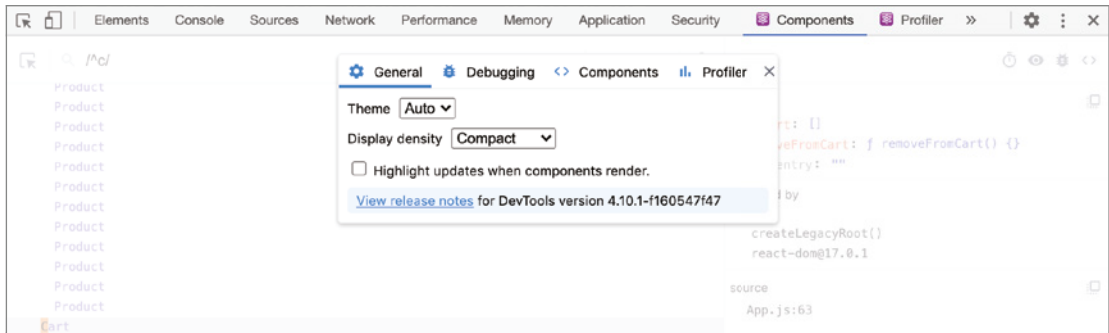 Elements Console Sources Network Performance Memory Application Security Components Profiler »
/^c/
General Debugging Components Profiler
Product
Theme Auto
Product
rt: []
Product
Display density Compact
veFromCart: ƒ removeFromCart() {}
Product
entry: ""
Product
Highlight updates when components render.
Product
View release notes for DevTools version 4.10.1-f160547f47
d by
Product
Product
createLegacyRoot()
Product
react-dom@17.0.1
Product
Product
source
Product
App.js:63
Cart